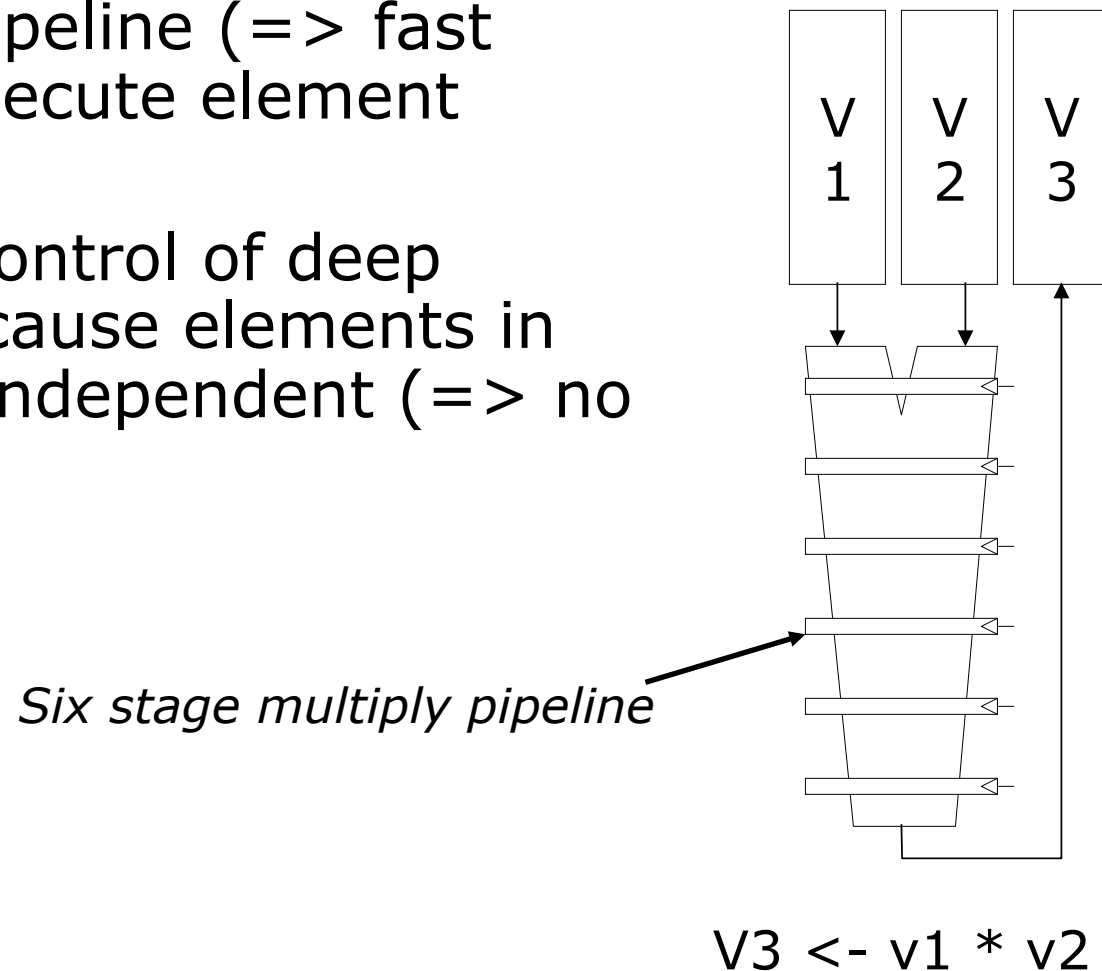 peline (=> fast
ecute element
ontrol of deep
cause elements in
ndependent (=> no
V
1
V
2
V
3
Six stage multiply pipeline
V3 <- v1 * v2